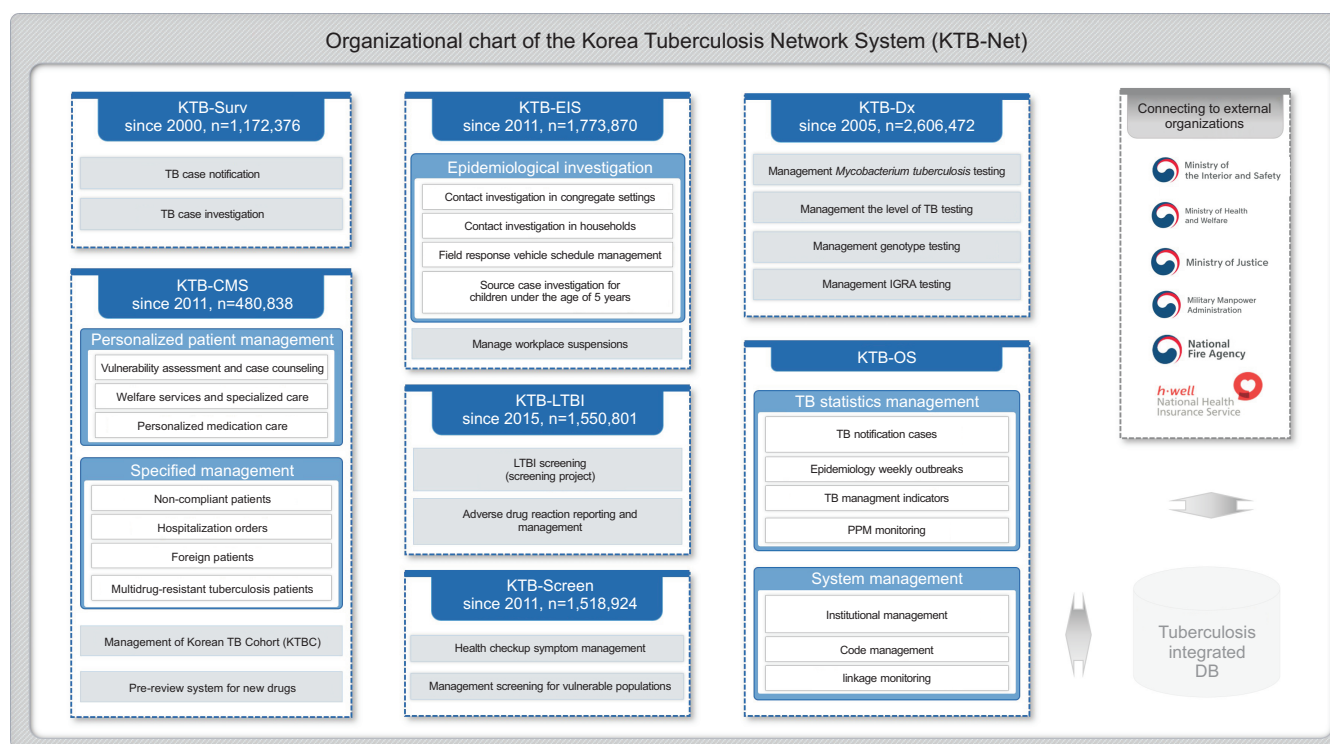 Organizational chart of the Korea Tuberculosis Network System (KTB-Net)
KTB-Surv
since 2000, n=1,172,376
TB case notification
TB case investigation
KTB-CMS
since 2011, n=480,838
Personalized patient management
Vulnerability assessment and case counseling
Welfare services and specialized care
Personalized medication care
Specified management
Non-compliant patients
Hospitalization orders
Foreign patients
Multidrug-resistant tuberculosis patients
Management of Korean TB Cohort (KTBC)
Pre-review system for new drugs
KTB-EIS
since 2011, n=1,773,870
Epidemiological investigation
Contact investigation in congregate settings
Contact investigation in households
Field response vehicle schedule management
Source case investigation for
children under the age of 5 years
Manage workplace suspensions
KTB-LTBI
since 2015, n=1,550,801
LTBI screening
(screening project)
Adverse drug reaction reporting and
management
KTB-Screen
since 2011, n=1,518,924
Health checkup symptom management
Management screening for vulnerable populations
KTB-Dx
since 2005, n=2,606,472
Management Mycobacterium tuberculosis testing
Management the level of TB testing
Management genotype testing
Management IGRA testing
KTB-OS
TB statistics management
TB notification cases
Epidemiology weekly outbreaks
TB managment indicators
PPM monitoring
System management
Institutional management
Code management
linkage monitoring
Connecting to external
organizations
Ministry of
the Interior and Safety
Ministry of Health
and Welfare
Ministry of Justice
Military Manpower
Administration
National
Fire Agency
h·well
National Health
Insurance Service
Tuberculosis
integrated
DB